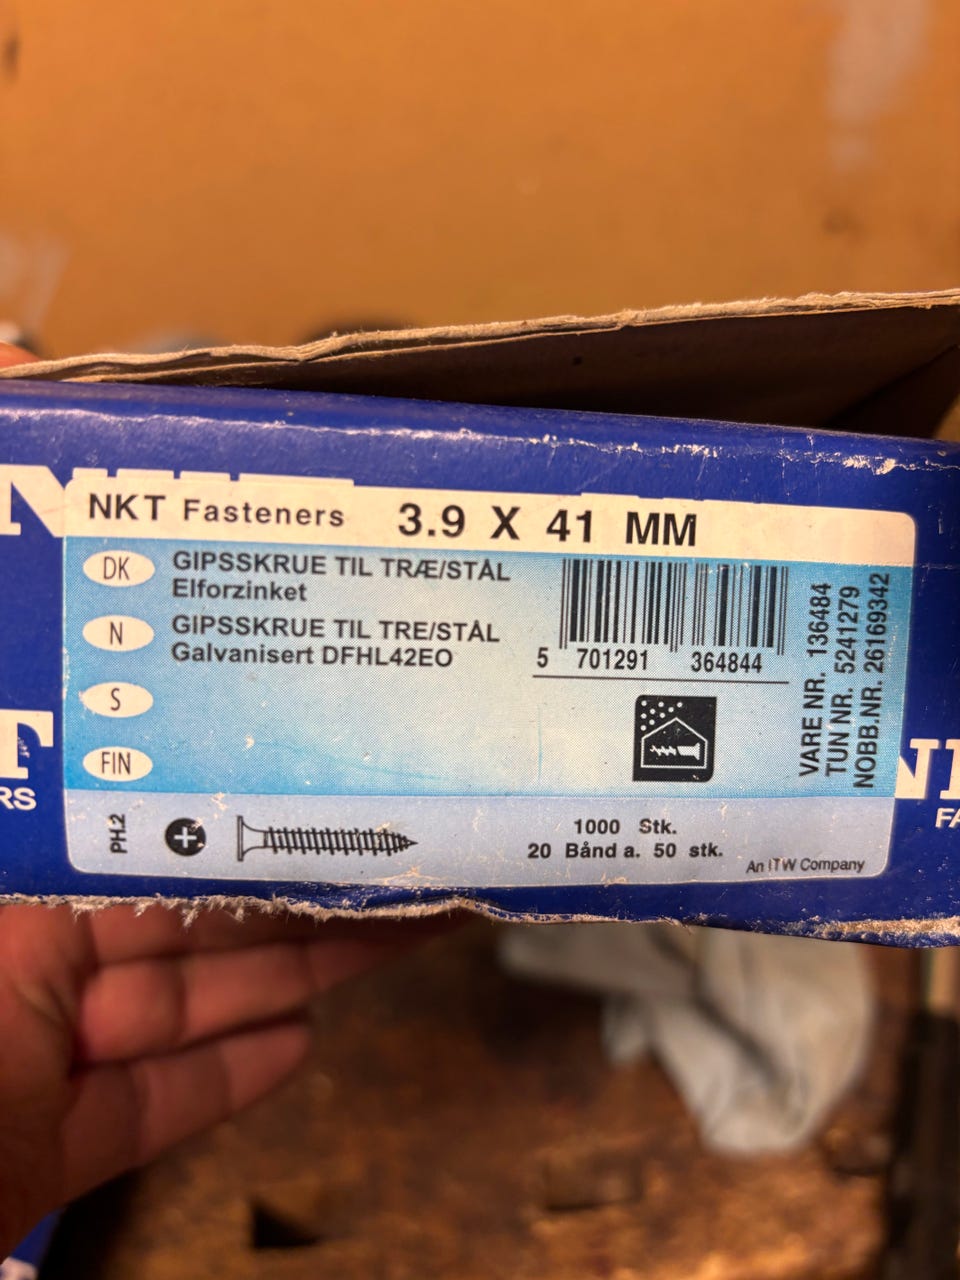 NKT Fasteners 3.9 X 41 MM
DK GIPSSKRUE TIL TRÆ/STÅL
Elforzinket
N GIPSSKRUE TIL TRE/STÅL
Galvanisert DFHL42EO
S
FIN
5 701291 364844
VARE NR. 136484
TUN NR. 5241279
NOBB.NR. 26169342
PH.2
1000 Stk.
20 Bånd a. 50 stk.
An ITW Company